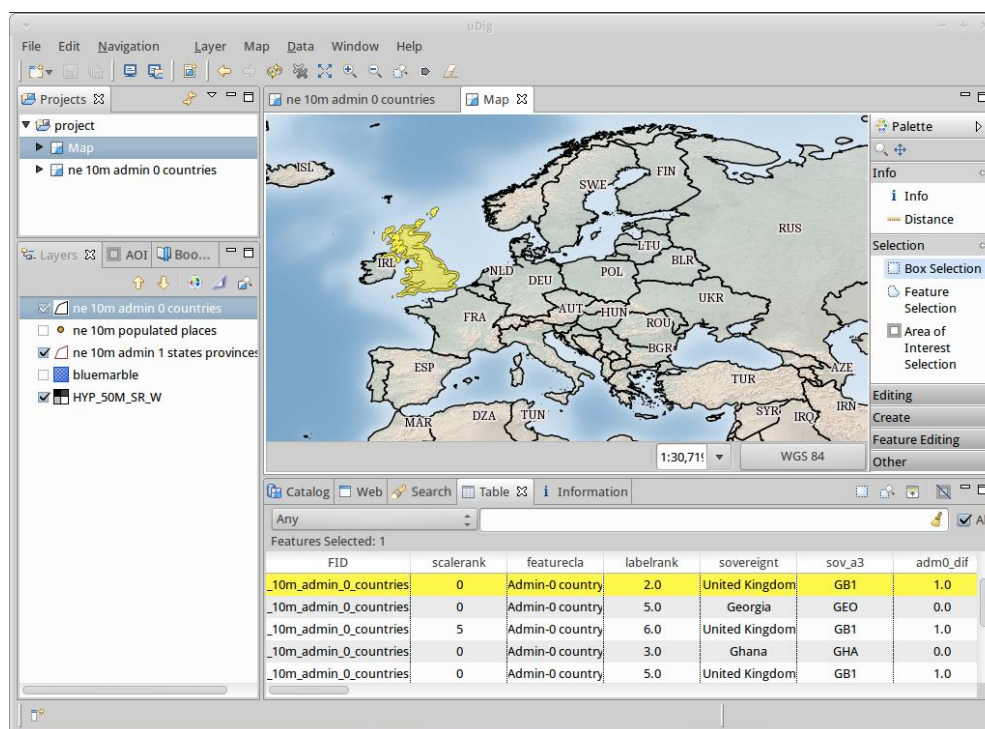 uDig
File Edit Navigation Layer Map Data Window Help
Projects
ne 10m admin 0 countries
Map
project
Map
ne 10m admin 0 countries
Layers
AOI
Boo...
ne 10m admin 0 countries
ne 10m populated places
ne 10m admin 1 states provinces
bluemarble
HYP_50M_SR_W
ISL
SWE
FIN
RUS
LTU
BLR
IRL
NLD
DEU
POL
UKR
FRA
AUT
HUN
ROU
BGR
ESP
TUR
AZE
MAR
DZA
TUN
SYR
IRQ
IRN
1:30,719
WGS 84
Palette
Info
Info
Distance
Selection
Box Selection
Feature
Selection
Area of
Interest
Selection
Editing
Create
Feature Editing
Other
Catalog Web Search Table Information
Any
Features Selected: 1
FID scalerank featurecla labelrank sovereignt sov_a3 adm0_dif
_10m_admin_0_countries 0 Admin-0 country 2.0 United Kingdom GB1 1.0
_10m_admin_0_countries 0 Admin-0 country 5.0 Georgia GEO 0.0
_10m_admin_0_countries 5 Admin-0 country 6.0 United Kingdom GB1 1.0
_10m_admin_0_countries 0 Admin-0 country 3.0 Ghana GHA 0.0
_10m_admin_0_countries 0 Admin-0 country 5.0 United Kingdom GB1 1.0